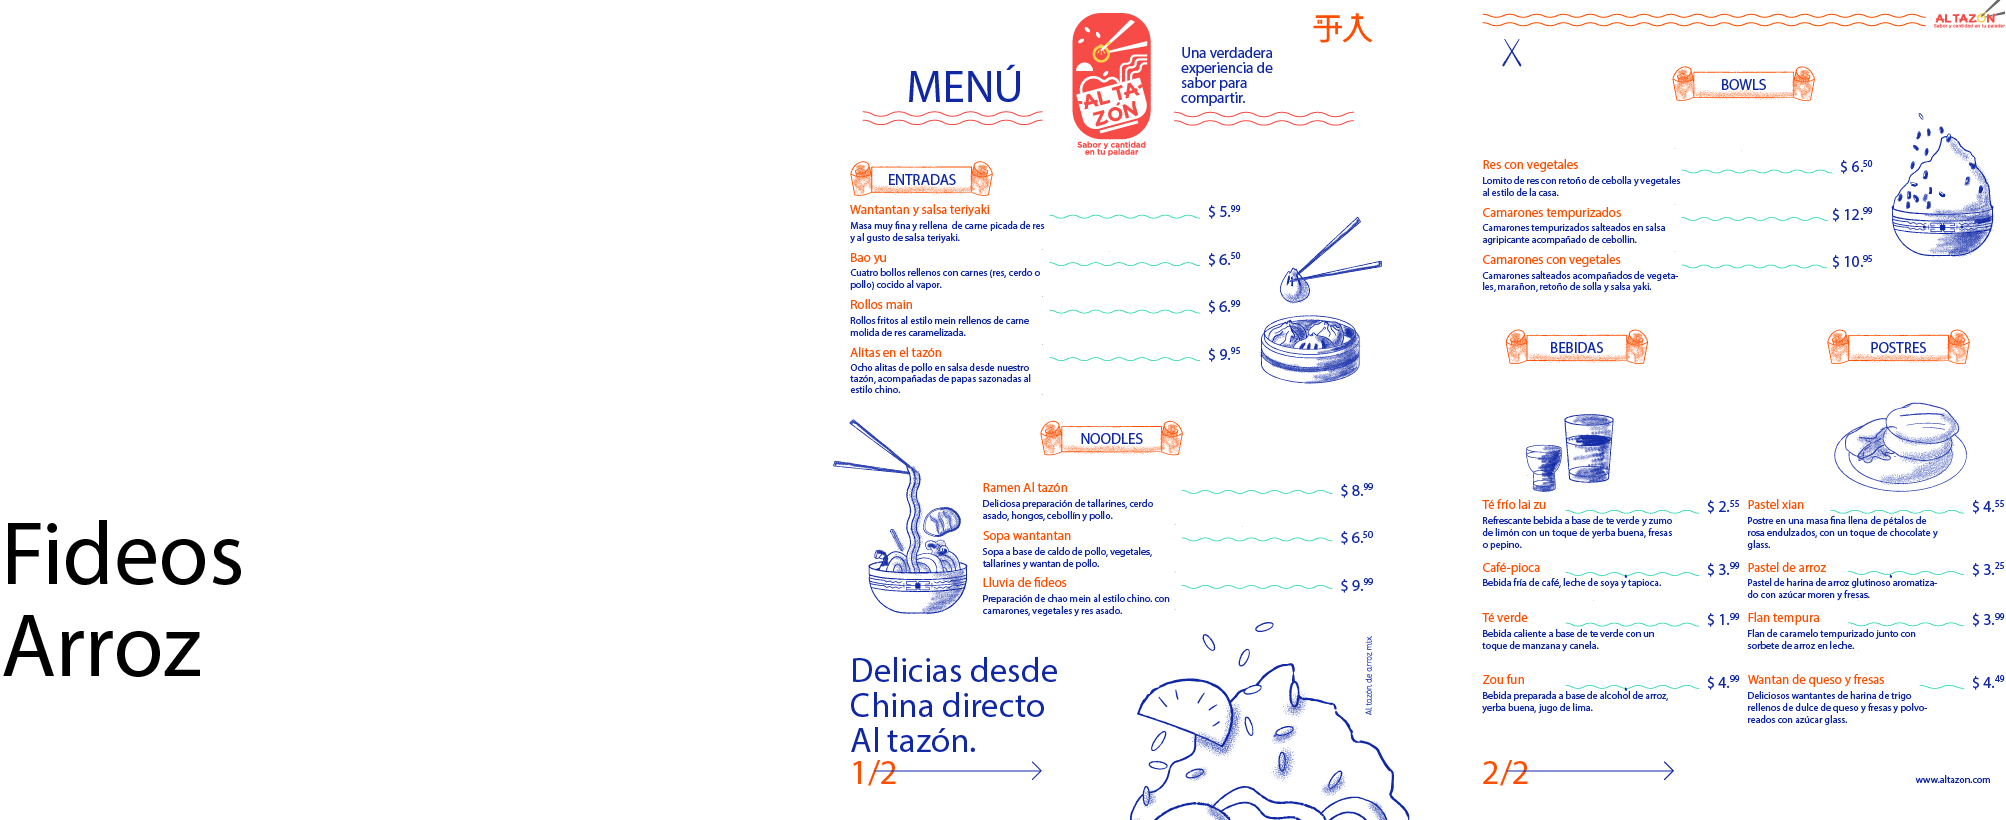 Fideos
Arroz
MENÚ
AL TA-
ZÓN
Sabor y cantidad
en tu paladar
Una verdadera
experiencia de
sabor para
compartir.
ENTRADAS
Wantantan y salsa teriyaki $ 5.99
Masa muy fina y rellena de carne picada de res
y al gusto de salsa teriyaki.
Bao yu $ 6.50
Cuatro bollos rellenos con carnes (res, cerdo o
pollo) cocido al vapor.
Rollos main $ 6.99
Rollos fritos al estilo mein rellenos de carne
molida de res caramelizada.
Alitas en el tazón $ 9.95
Ocho alitas de pollo en salsa desde nuestro
tazón, acompañadas de papas sazonadas al
estilo chino.
NOODLES
Ramen Al tazón $ 8.99
Deliciosa preparación de tallarines, cerdo
asado, hongos, cebollín y pollo.
Sopa wantantan $ 6.50
Sopa a base de caldo de pollo, vegetales,
tallarines y wantan de pollo.
Lluvia de fideos $ 9.99
Preparación de chao mein al estilo chino. con
camarones, vegetales y res asado.
Delicias desde
China directo
Al tazón.
1/2
Al tazón de arroz mix
ALTAZÓN
Sabor y cantidad en tu paladar
BOWLS
Res con vegetales $ 6.50
Lomito de res con retoño de cebolla y vegetales
al estilo de la casa.
Camarones tempurizados $ 12.99
Camarones tempurizados salteados en salsa
agripicante acompañado de cebollin.
Camarones con vegetales $ 10.95
Camarones salteados acompañados de vegeta-
les, marañon, retoño de solla y salsa yaki.
BEBIDAS
Té frío lai zu $ 2.55
Refrescante bebida a base de te verde y zumo
de limón con un toque de yerba buena, fresas
o pepino.
Café-pioca $ 3.99
Bebida fría de café, leche de soya y tapioca.
Té verde $ 1.99
Bebida caliente a base de te verde con un
toque de manzana y canela.
Zou fun $ 4.99
Bebida preparada a base de alcohol de arroz,
yerba buena, jugo de lima.
POSTRES
Pastel xian $ 4.55
Postre en una masa fina llena de pétalos de
rosa endulzados, con un toque de chocolate y
glass.
Pastel de arroz $ 3.25
Pastel de harina de arroz glutinoso aromatiza-
do con azúcar moren y fresas.
Flan tempura $ 3.99
Flan de caramelo tempurizado junto con
sorbete de arroz en leche.
Wantan de queso y fresas $ 4.49
Deliciosos wantantes de harina de trigo
rellenos de dulce de queso y fresas y polvo-
reados con azúcar glass.
2/2
www.altazon.com